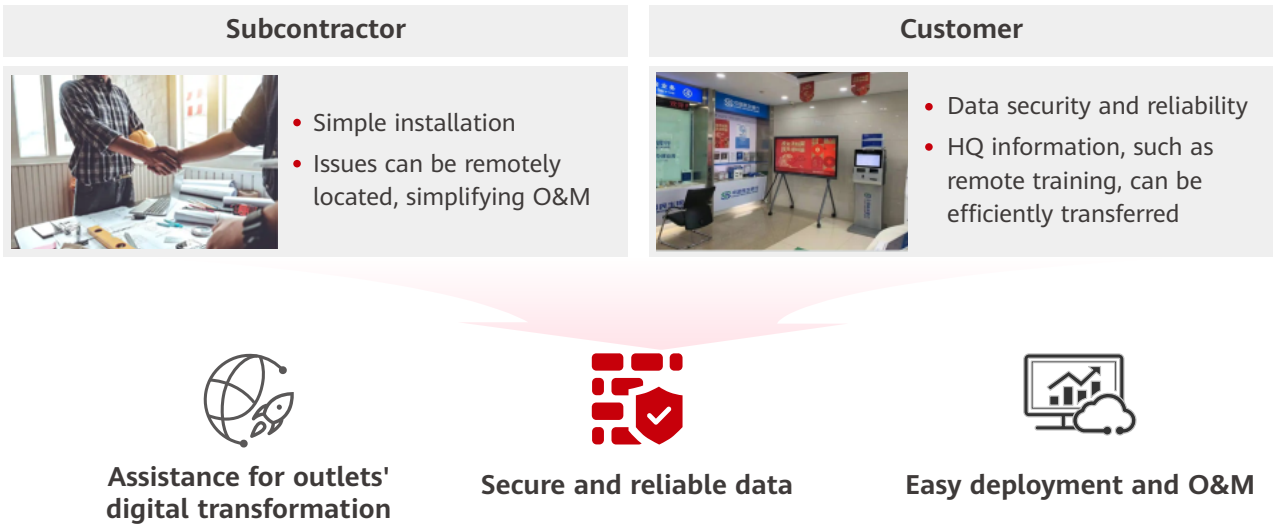 Subcontractor
Customer
• Simple installation
• Issues can be remotely
located, simplifying O&M
• Data security and reliability
• HQ information, such as
remote training, can be
efficiently transferred
Assistance for outlets'
digital transformation
Secure and reliable data
Easy deployment and O&M